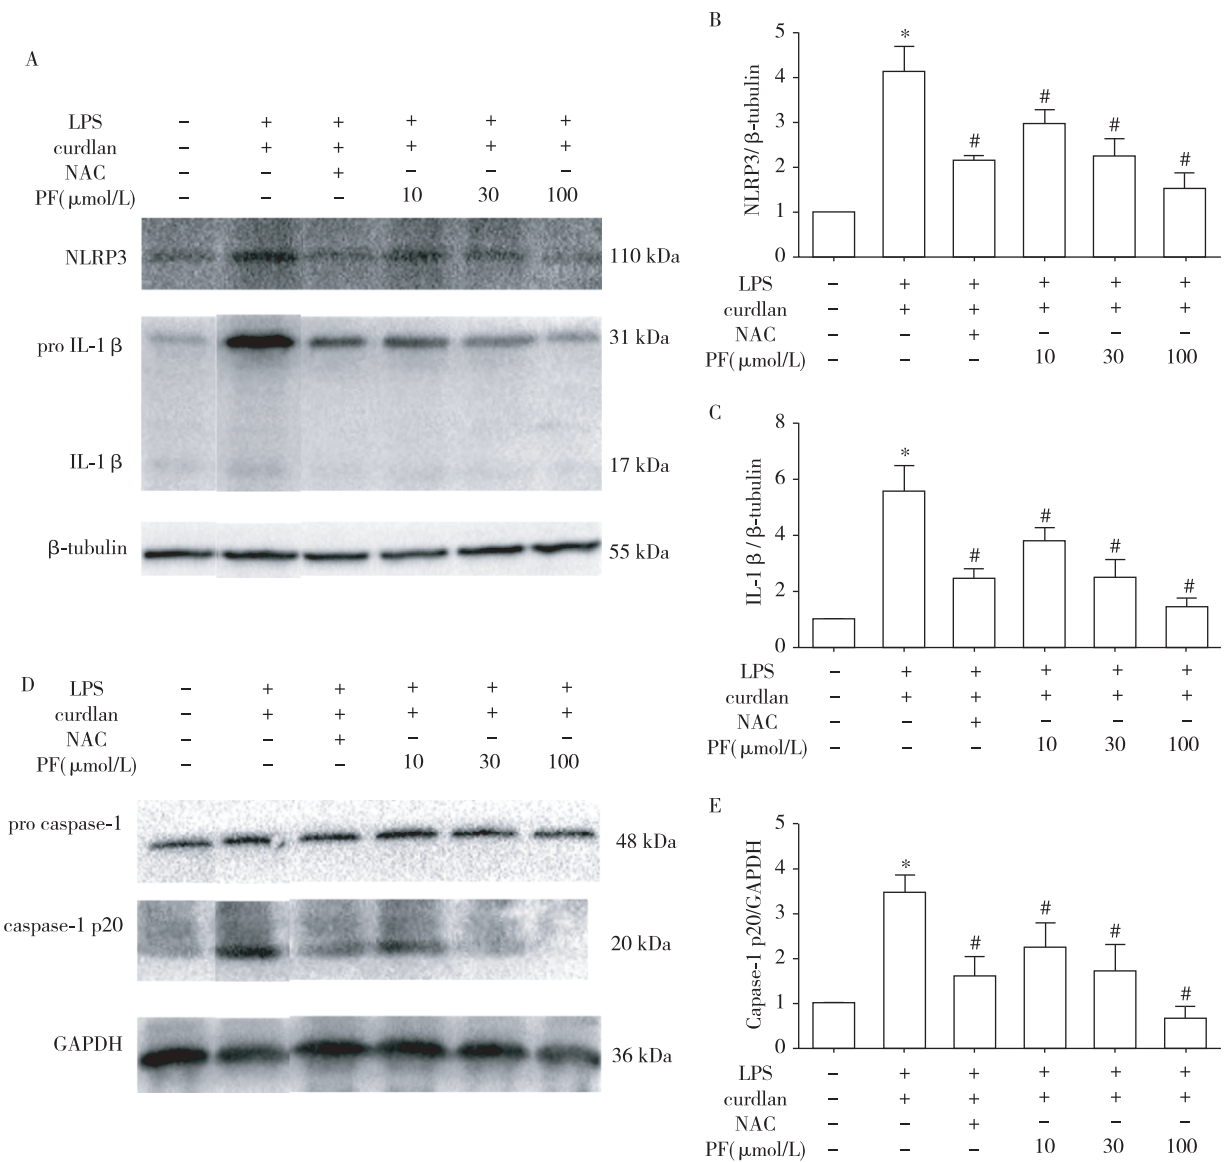 A
LPS − + + + + +
curdlan − + + + + +
NAC − − + − − −
PF(μmol/L) − − − 10 30 100
NLRP3 110 kDa
pro IL-1 β 31 kDa
IL-1 β 17 kDa
β-tubulin 55 kDa
B
NLRP3/β-tubulin
5
4
3
2
1
0
* # # # #
LPS − + + + + +
curdlan − + + + + +
NAC − − + − − −
PF(μmol/L) − − − 10 30 100
C
IL-1 β/β-tubulin
8
6
4
2
0
* # # # #
LPS − + + + + +
curdlan − + + + + +
NAC − − + − − −
PF(μmol/L) − − − 10 30 100
D
LPS − + + + + +
curdlan − + + + + +
NAC − − + − − −
PF(μmol/L) − − − 10 30 100
pro caspase-1 48 kDa
caspase-1 p20 20 kDa
GAPDH 36 kDa
E
Capase-1 p20/GAPDH
5
4
3
2
1
0
* # # # #
LPS − + + + + +
curdlan − + + + + +
NAC − − + − − −
PF(μmol/L) − − − 10 30 100